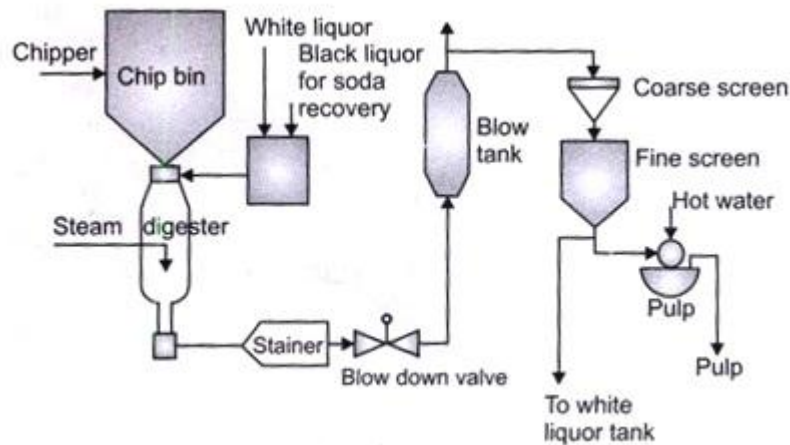 White liquor
Chipper
Chip bin
Black liquor
for soda
recovery
Coarse screen
Blow
tank
Fine screen
Hot water
Steam digester
Stainer
Pulp
Blow down valve
Pulp
To white
liquor tank